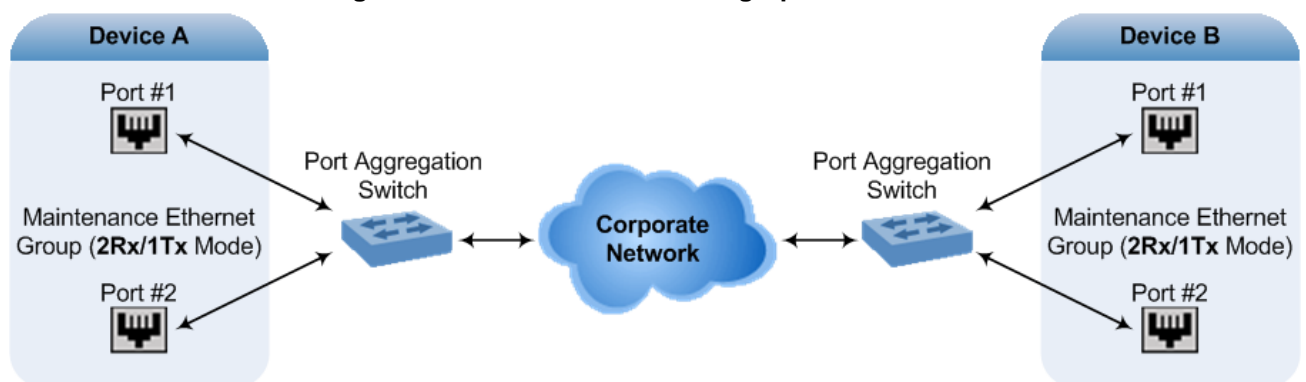 Device A
Port #1
Maintenance Ethernet
Group (2Rx/1Tx Mode)
Port #2
Port Aggregation
Switch
Corporate
Network
Port Aggregation
Switch
Device B
Port #1
Maintenance Ethernet
Group (2Rx/1Tx Mode)
Port #2